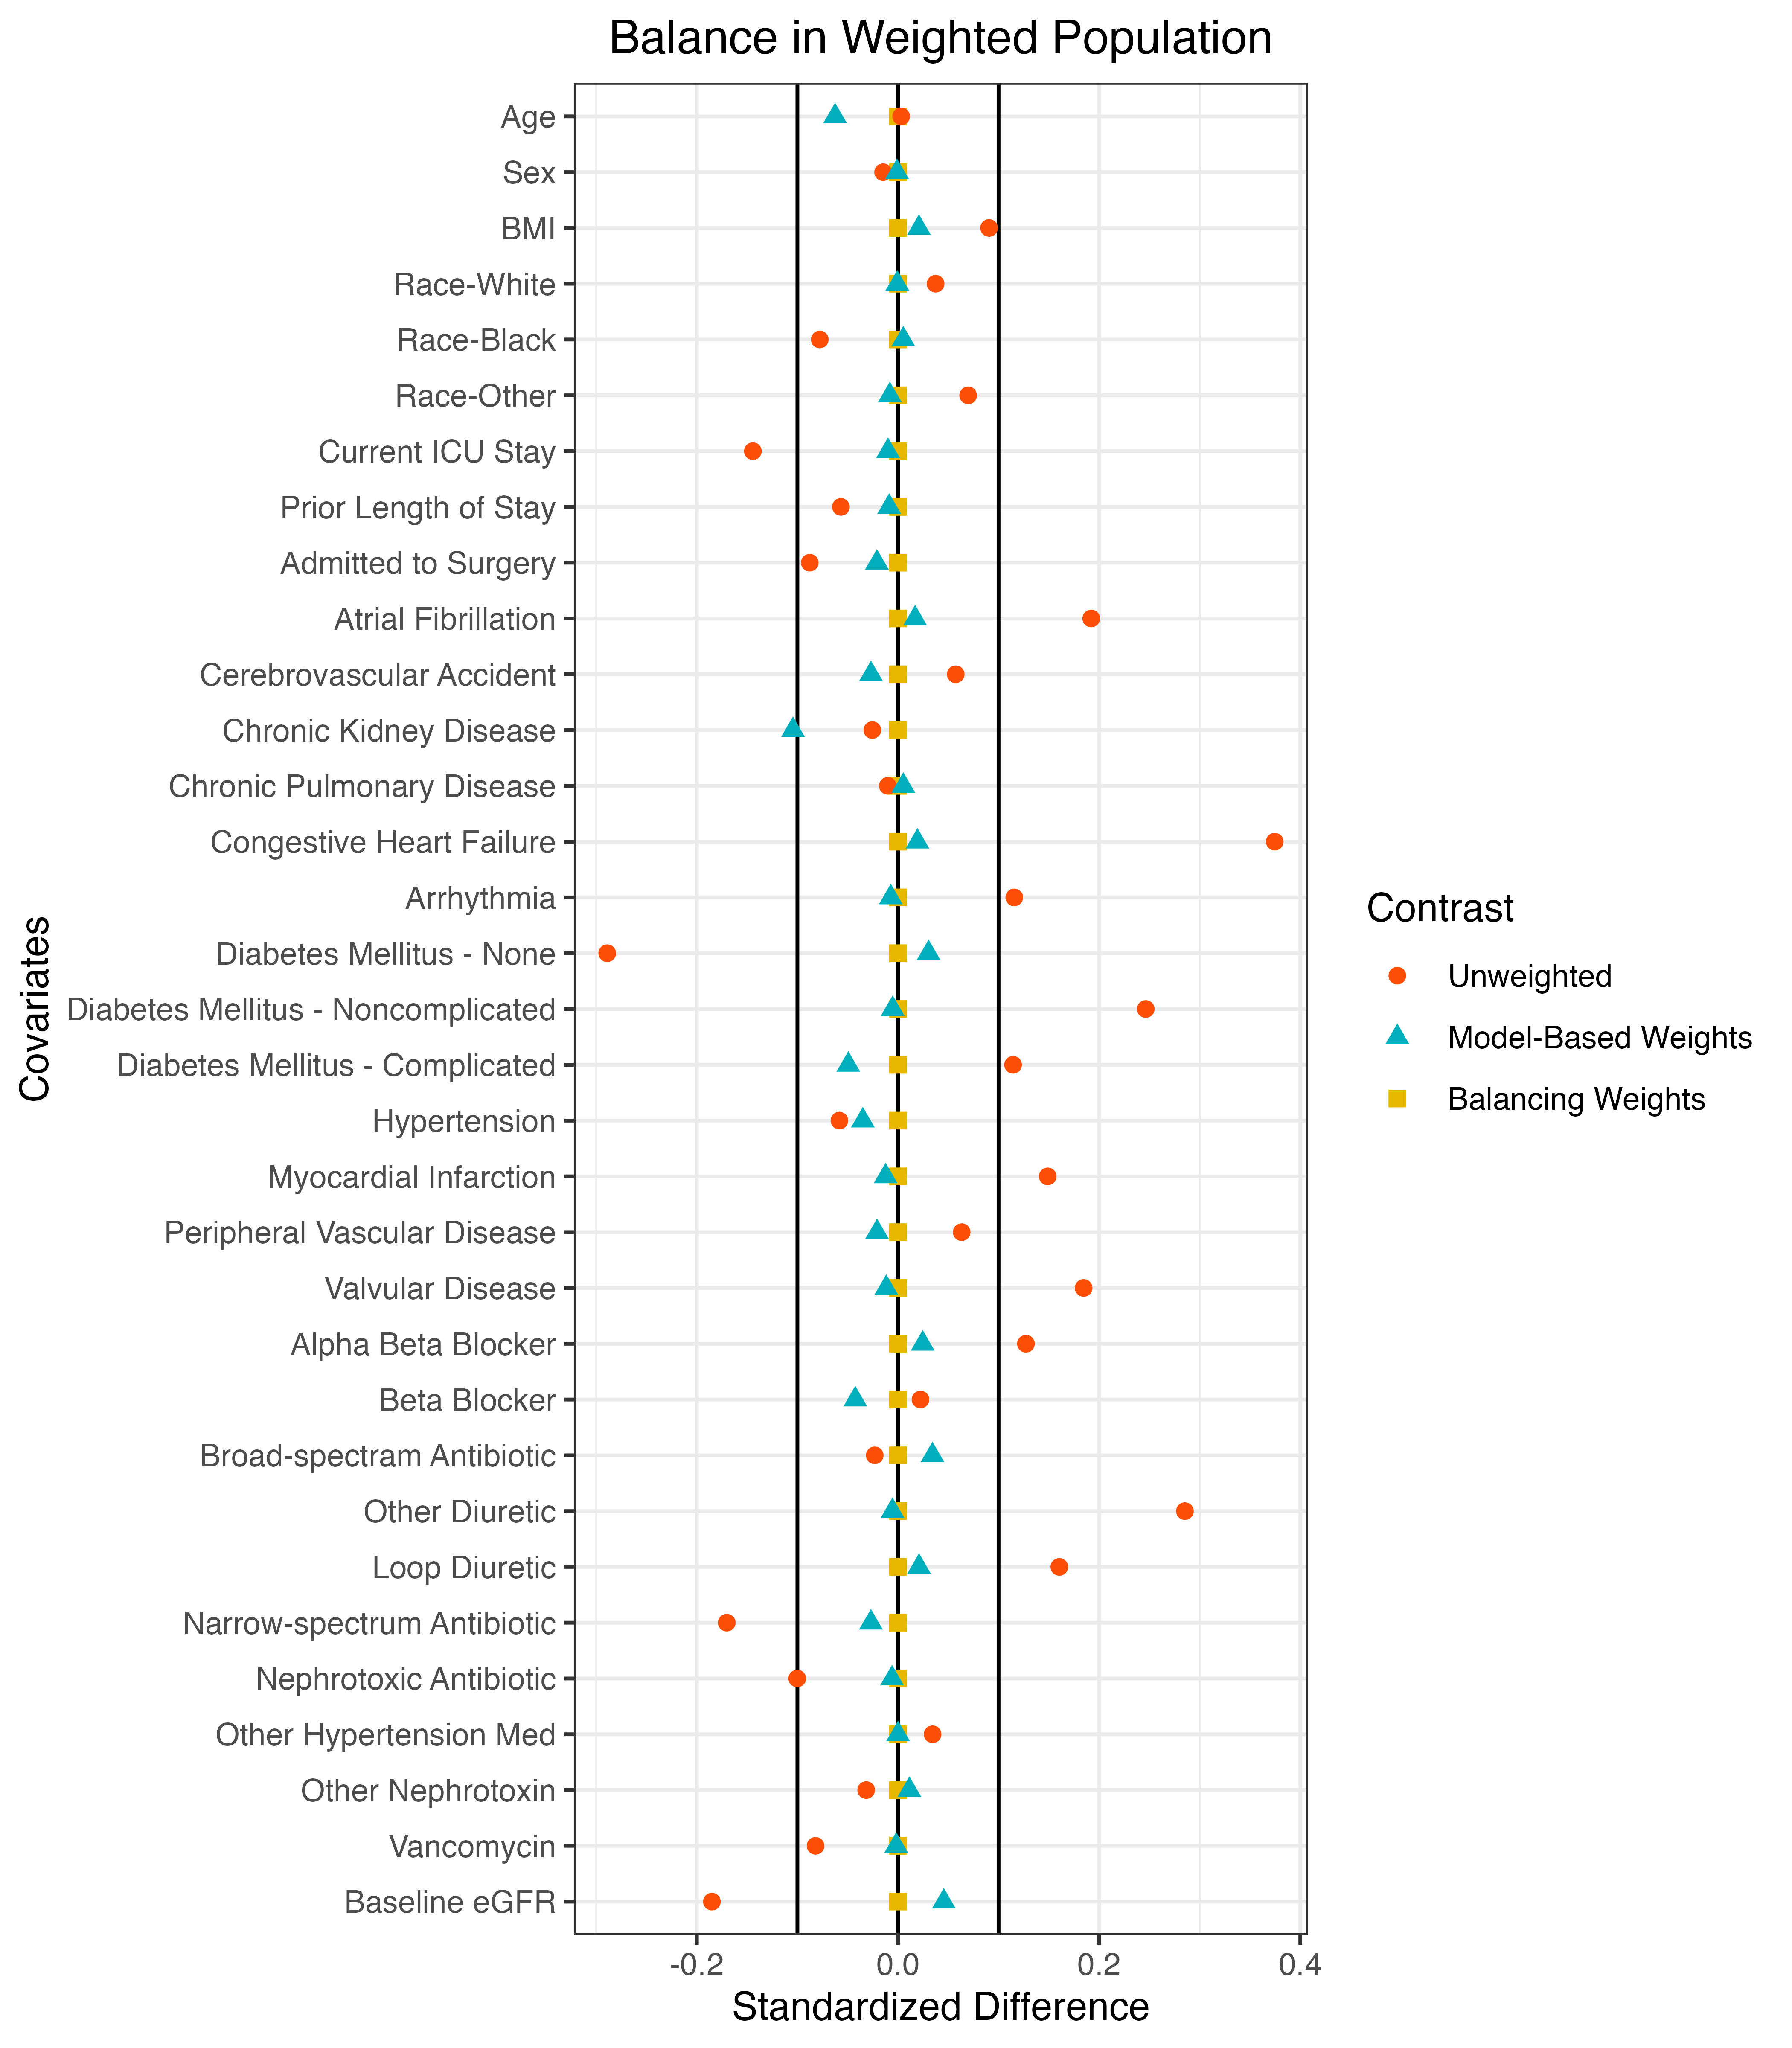 Balance in Weighted Population
Covariates
Age
Sex
BMI
Race-White
Race-Black
Race-Other
Current ICU Stay
Prior Length of Stay
Admitted to Surgery
Atrial Fibrillation
Cerebrovascular Accident
Chronic Kidney Disease
Chronic Pulmonary Disease
Congestive Heart Failure
Arrhythmia
Diabetes Mellitus - None
Diabetes Mellitus - Noncomplicated
Diabetes Mellitus - Complicated
Hypertension
Myocardial Infarction
Peripheral Vascular Disease
Valvular Disease
Alpha Beta Blocker
Beta Blocker
Broad-spectram Antibiotic
Other Diuretic
Loop Diuretic
Narrow-spectrum Antibiotic
Nephrotoxic Antibiotic
Other Hypertension Med
Other Nephrotoxin
Vancomycin
Baseline eGFR
-0.2 0.0 0.2 0.4
Standardized Difference
Contrast
Unweighted
Model-Based Weights
Balancing Weights